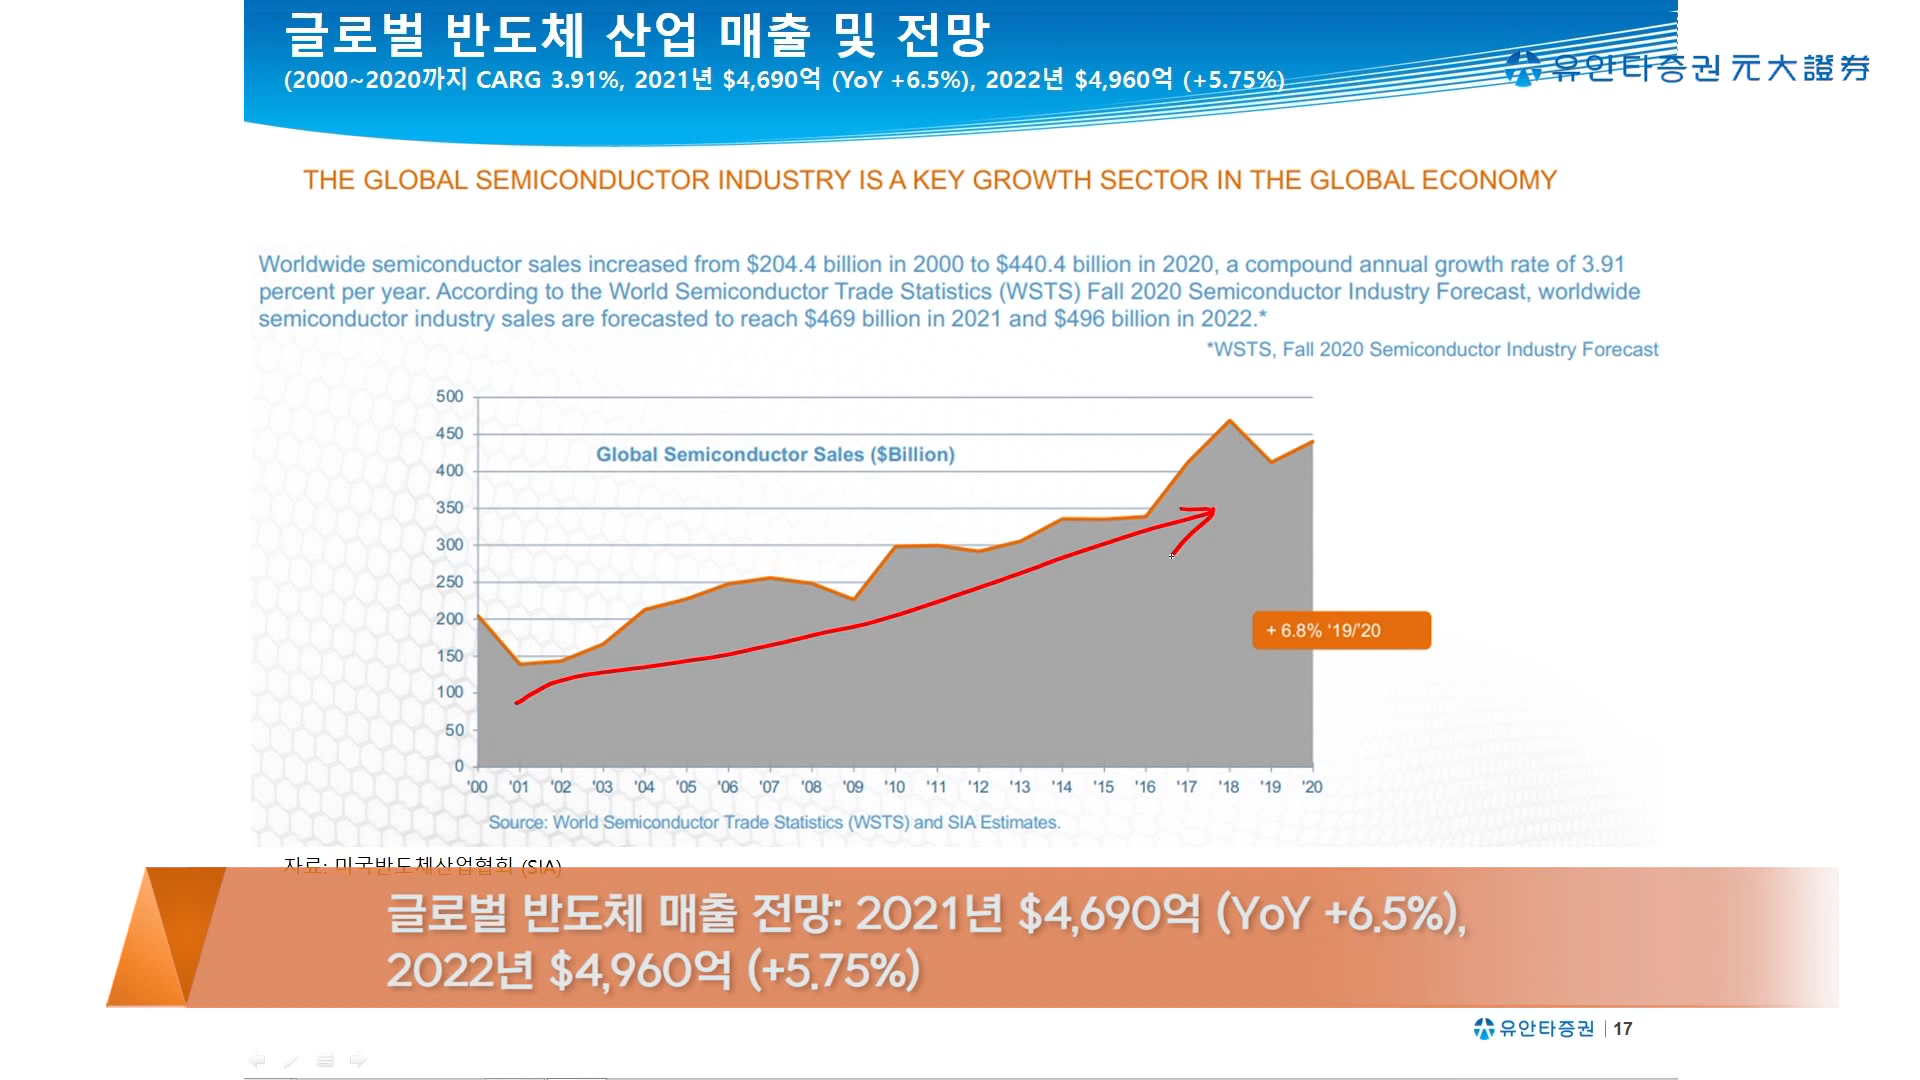 글로벌 반도체 산업 매출 및 전망
(2000~2020까지 CARG 3.91%, 2021년 $4,690억 (YoY +6.5%), 2022년 $4,960억 (+5.75%)
유안타증권 元大證券
THE GLOBAL SEMICONDUCTOR INDUSTRY IS A KEY GROWTH SECTOR IN THE GLOBAL ECONOMY
Worldwide semiconductor sales increased from $204.4 billion in 2000 to $440.4 billion in 2020, a compound annual growth rate of 3.91
percent per year. According to the World Semiconductor Trade Statistics (WSTS) Fall 2020 Semiconductor Industry Forecast, worldwide
semiconductor industry sales are forecasted to reach $469 billion in 2021 and $496 billion in 2022.*
*WSTS, Fall 2020 Semiconductor Industry Forecast
Global Semiconductor Sales ($Billion)
500
450
400
350
300
250
200
150
100
50
0
+ 6.8% '19/'20
'00 '01 '02 '03 '04 '05 '06 '07 '08 '09 '10 '11 '12 '13 '14 '15 '16 '17 '18 '19 '20
Source: World Semiconductor Trade Statistics (WSTS) and SIA Estimates.
자료: 미국반도체산업협회 (SIA)
글로벌 반도체 매출 전망: 2021년 $4,690억 (YoY +6.5%),
2022년 $4,960억 (+5.75%)
유안타증권 | 17